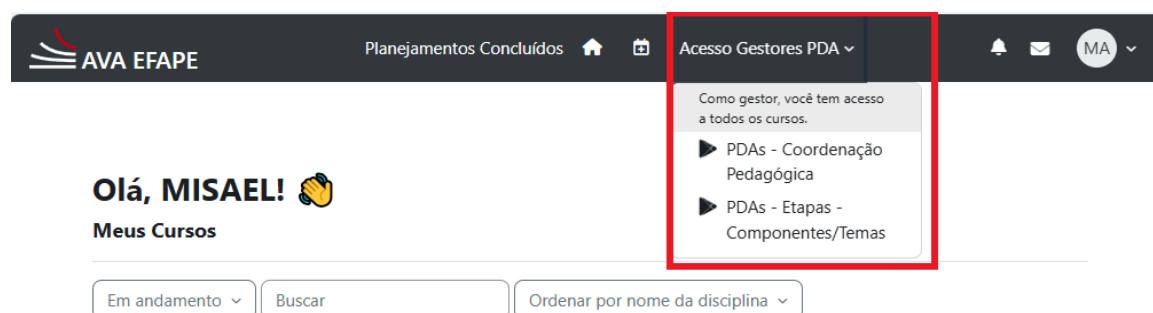 AVA EFAPE
Planejamentos Concluídos
Acesso Gestores PDA
MA
Como gestor, você tem acesso
a todos os cursos.
PDAs - Coordenação
Pedagógica
PDAs - Etapas -
Componentes/Temas
Olá, MISAEL! 👋
Meus Cursos
Em andamento
Buscar
Ordenar por nome da disciplina